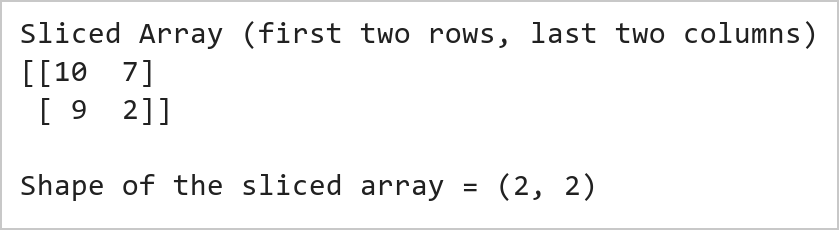 Sliced Array (first two rows, last two columns)
[[10  7]
 [ 9  2]]

Shape of the sliced array = (2, 2)